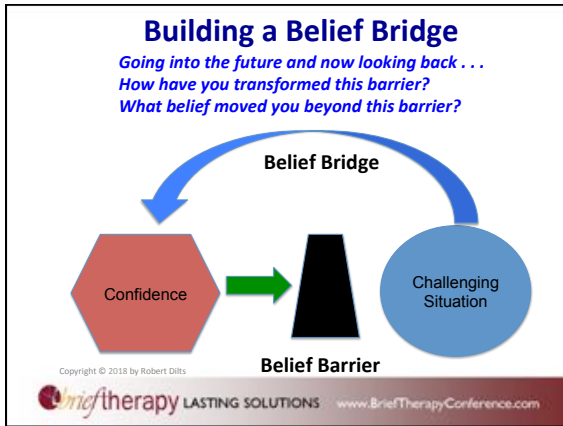 Building a Belief Bridge
Going into the future and now looking back . . .
How have you transformed this barrier?
What belief moved you beyond this barrier?
Belief Bridge
Confidence
Challenging
Situation
Belief Barrier
Copyright © 2018 by Robert Dilts
brieftherapy LASTING SOLUTIONS www.BriefTherapyConference.com